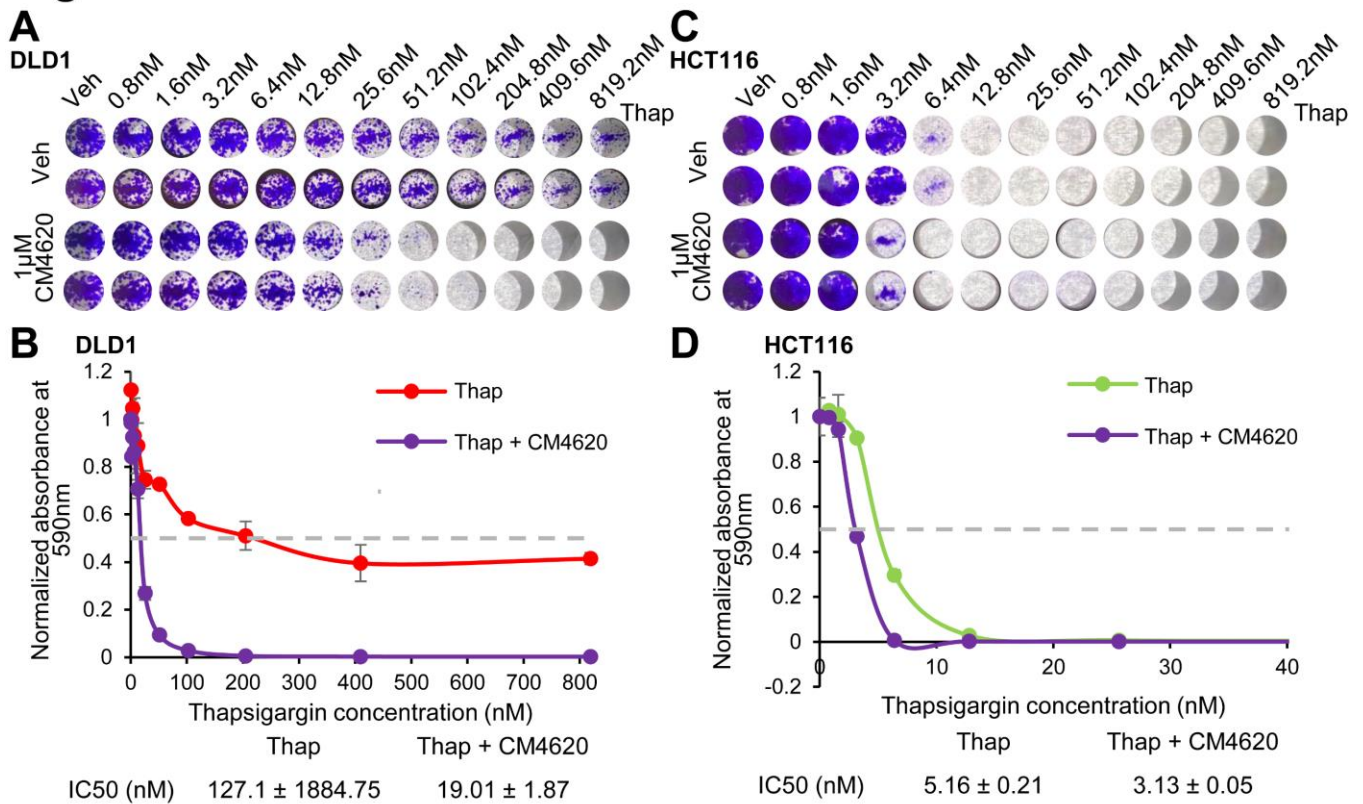 A
DLD1
Veh 0.8nM 1.6nM 3.2nM 6.4nM 12.8nM 25.6nM 51.2nM 102.4nM 204.8nM 409.6nM 819.2nM
Thap
Veh
1µM
CM4620
C
HCT116
Veh 0.8nM 1.6nM 3.2nM 6.4nM 12.8nM 25.6nM 51.2nM 102.4nM 204.8nM 409.6nM 819.2nM
Thap
Veh
1µM
CM4620
B
DLD1
Normalized absorbance at
590nm
1.2
1
0.8
0.6
0.4
0.2
0
Thap
Thap + CM4620
0 100 200 300 400 500 600 700 800
Thapsigargin concentration (nM)
Thap Thap + CM4620
IC50 (nM) 127.1 ± 1884.75 19.01 ± 1.87
D
HCT116
Normalized absorbance at
590nm
1.2
1
0.8
0.6
0.4
0.2
0
-0.2
Thap
Thap + CM4620
0 10 20 30 40
Thapsigargin concentration (nM)
Thap Thap + CM4620
IC50 (nM) 5.16 ± 0.21 3.13 ± 0.05